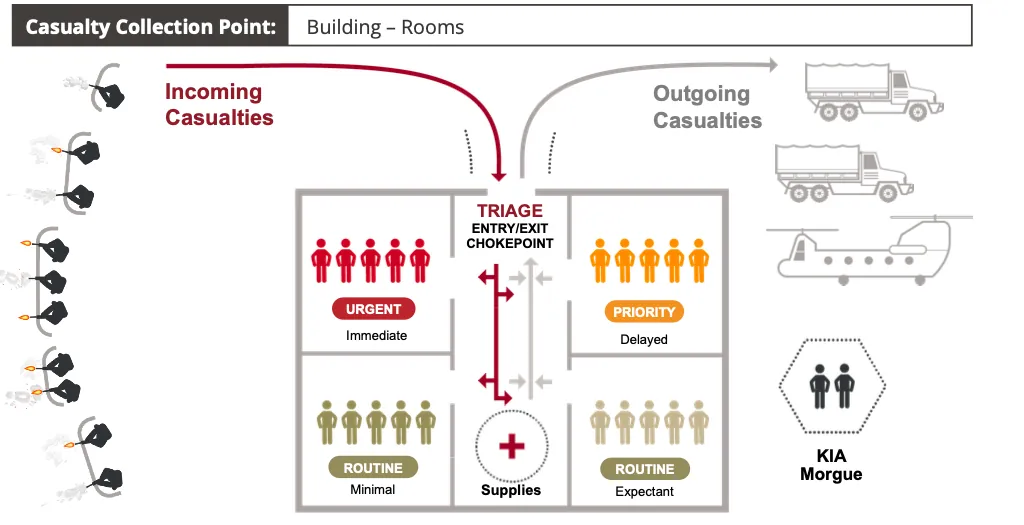 Casualty Collection Point: Building – Rooms
Incoming
Casualties
Outgoing
Casualties
TRIAGE
ENTRY/EXIT
CHOKEPOINT
URGENT
Immediate
PRIORITY
Delayed
ROUTINE
Minimal
Supplies
ROUTINE
Expectant
KIA
Morgue